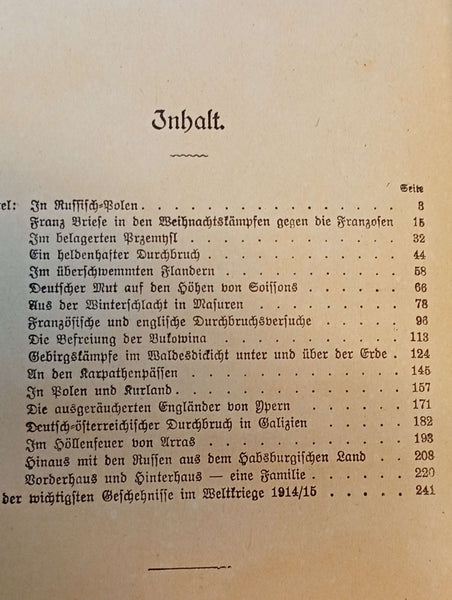 Inhalt.
Seite
tel: In Russisch-Polen . . . . . . . . . . . . . . 3
Franz Briese in den Weihnachtskämpfen gegen die Franzosen 15
Im belagerten Przemysl . . . . . . . . . . . . 32
Ein heldenhafter Durchbruch . . . . . . . . . . 44
Im überschwemmten Flandern . . . . . . . . . . 58
Deutscher Mut auf den Höhen von Soissons . . . . . 66
Aus der Winterschlacht in Masuren . . . . . . . . 78
Französische und englische Durchbruchsversuche . . . . 96
Die Befreiung der Bukowina . . . . . . . . . . 113
Gebirgskämpfe im Waldesdickicht unter und über der Erde . 124
An den Karpathenpässen . . . . . . . . . . . 145
In Polen und Kurland . . . . . . . . . . . . 157
Die ausgeräucherten Engländer von Ypern . . . . . . 171
Deutsch-österreichischer Durchbruch in Galizien . . . . . 182
Im Höllenfeuer von Arras . . . . . . . . . . . 193
Hinaus mit den Russen aus dem Habsburgischen Land . . 208
Vorderhaus und Hinterhaus — eine Familie . . . . . 220
der wichtigsten Geschehnisse im Weltkriege 1914/15 . . . . . 241